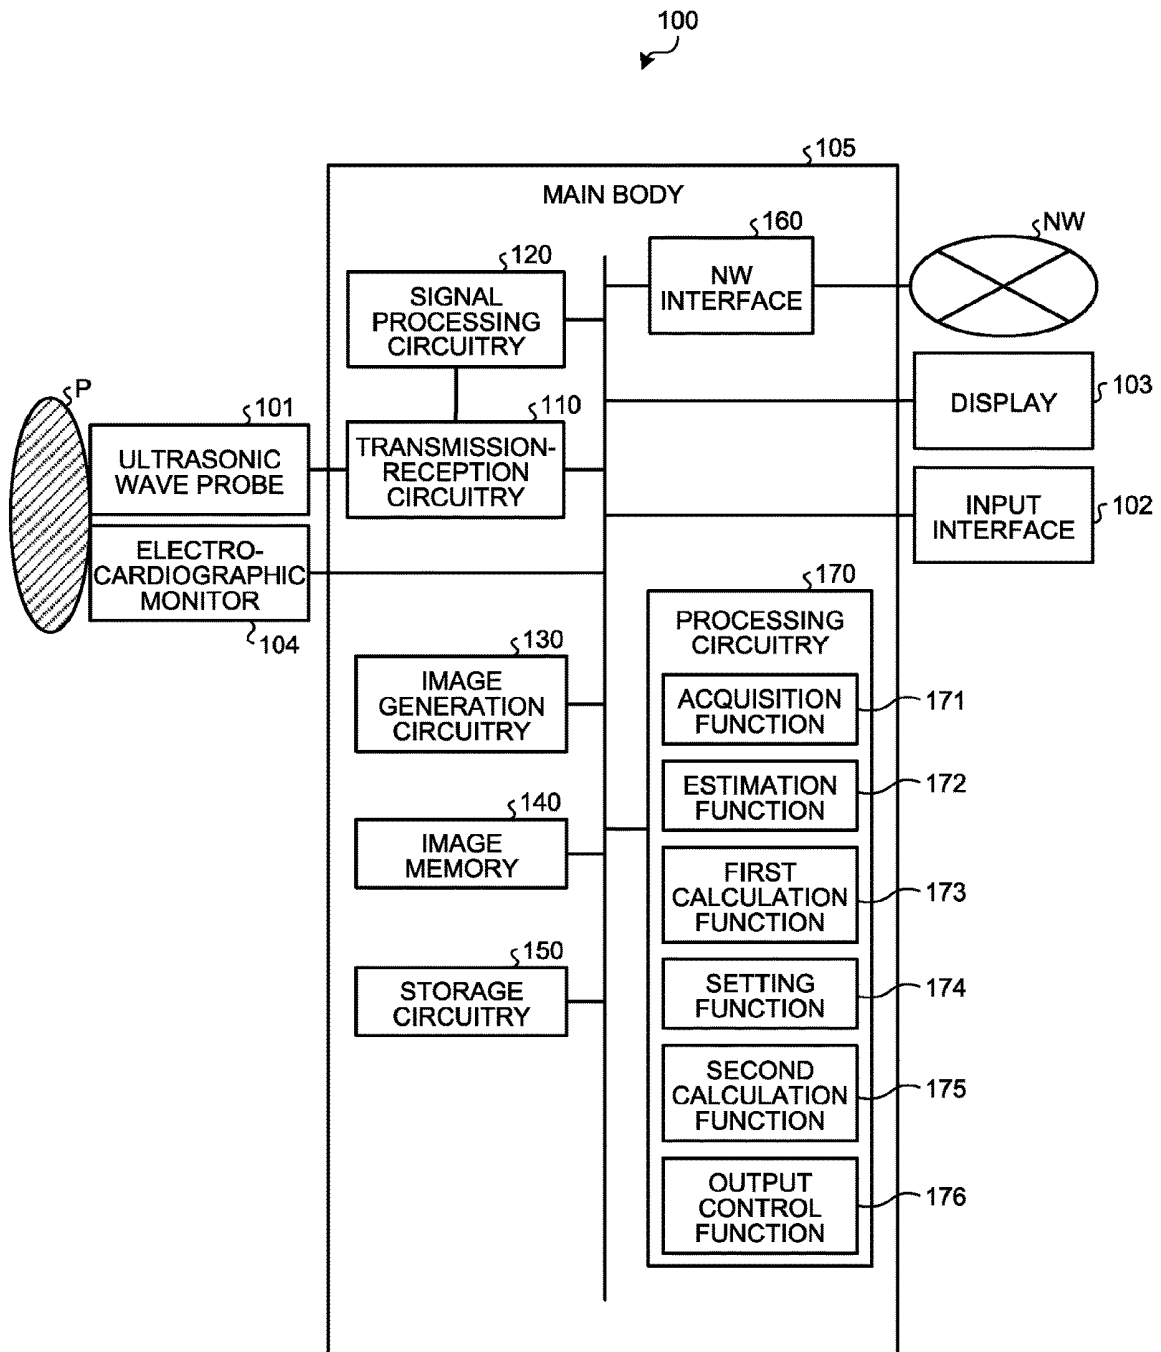 100
105
MAIN BODY
160
NW
INTERFACE
NW
120
SIGNAL
PROCESSING
CIRCUITRY
DISPLAY
103
P
101
ULTRASONIC
WAVE PROBE
110
TRANSMISSION-
RECEPTION
CIRCUITRY
INPUT
INTERFACE
102
ELECTRO-
CARDIOGRAPHIC
MONITOR
104
130
IMAGE
GENERATION
CIRCUITRY
140
IMAGE
MEMORY
150
STORAGE
CIRCUITRY
170
PROCESSING
CIRCUITRY
ACQUISITION
FUNCTION
171
ESTIMATION
FUNCTION
172
FIRST
CALCULATION
FUNCTION
173
SETTING
FUNCTION
174
SECOND
CALCULATION
FUNCTION
175
OUTPUT
CONTROL
FUNCTION
176